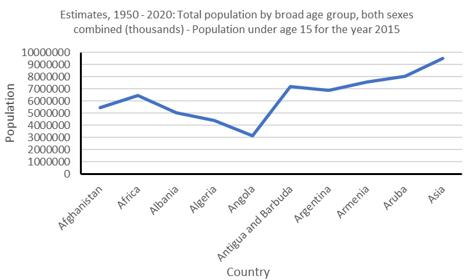 Estimates, 1950 - 2020: Total population by broad age group, both sexes
combined (thousands) - Population under age 15 for the year 2015
10000000
9000000
8000000
7000000
6000000
5000000
4000000
3000000
2000000
1000000
0
Population
Afghanistan
Africa
Albania
Algeria
Angola
Antigua and Barbuda
Argentina
Armenia
Aruba
Asia
Country